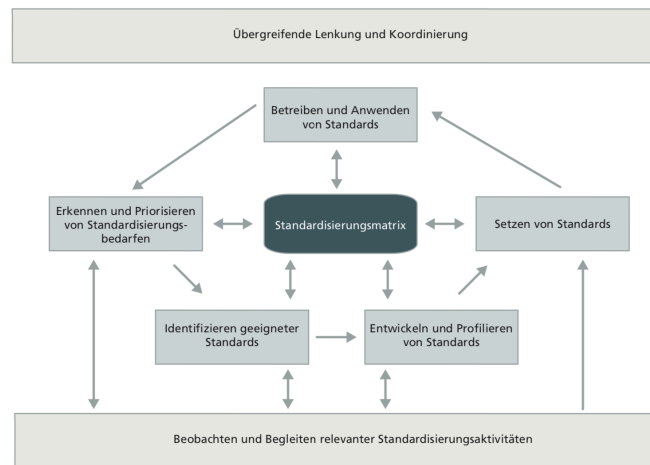 Übergreifende Lenkung und Koordinierung
Betreiben und Anwenden
von Standards
Erkennen und Priorisieren
von Standardisierungs-
bedarfen
Standardisierungsmatrix
Setzen von Standards
Identifizieren geeigneter
Standards
Entwickeln und Profilieren
von Standards
Beobachten und Begleiten relevanter Standardisierungsaktivitäten